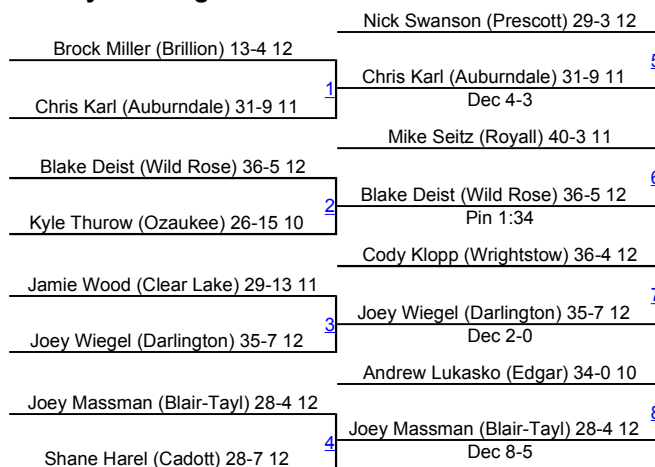 Nick Swanson (Prescott) 29-3 12
Brock Miller (Brillion) 13-4 12
5
1
Chris Karl (Auburndale) 31-9 11
Dec 4-3
Chris Karl (Auburndale) 31-9 11
Mike Seitz (Royall) 40-3 11
Blake Deist (Wild Rose) 36-5 12
6
2
Blake Deist (Wild Rose) 36-5 12
Pin 1:34
Kyle Thurow (Ozaukee) 26-15 10
Cody Klopp (Wrightstow) 36-4 12
Jamie Wood (Clear Lake) 29-13 11
7
3
Joey Wiegel (Darlington) 35-7 12
Dec 2-0
Joey Wiegel (Darlington) 35-7 12
Andrew Lukasko (Edgar) 34-0 10
Joey Massman (Blair-Tayl) 28-4 12
8
4
Joey Massman (Blair-Tayl) 28-4 12
Dec 8-5
Shane Harel (Cadott) 28-7 12